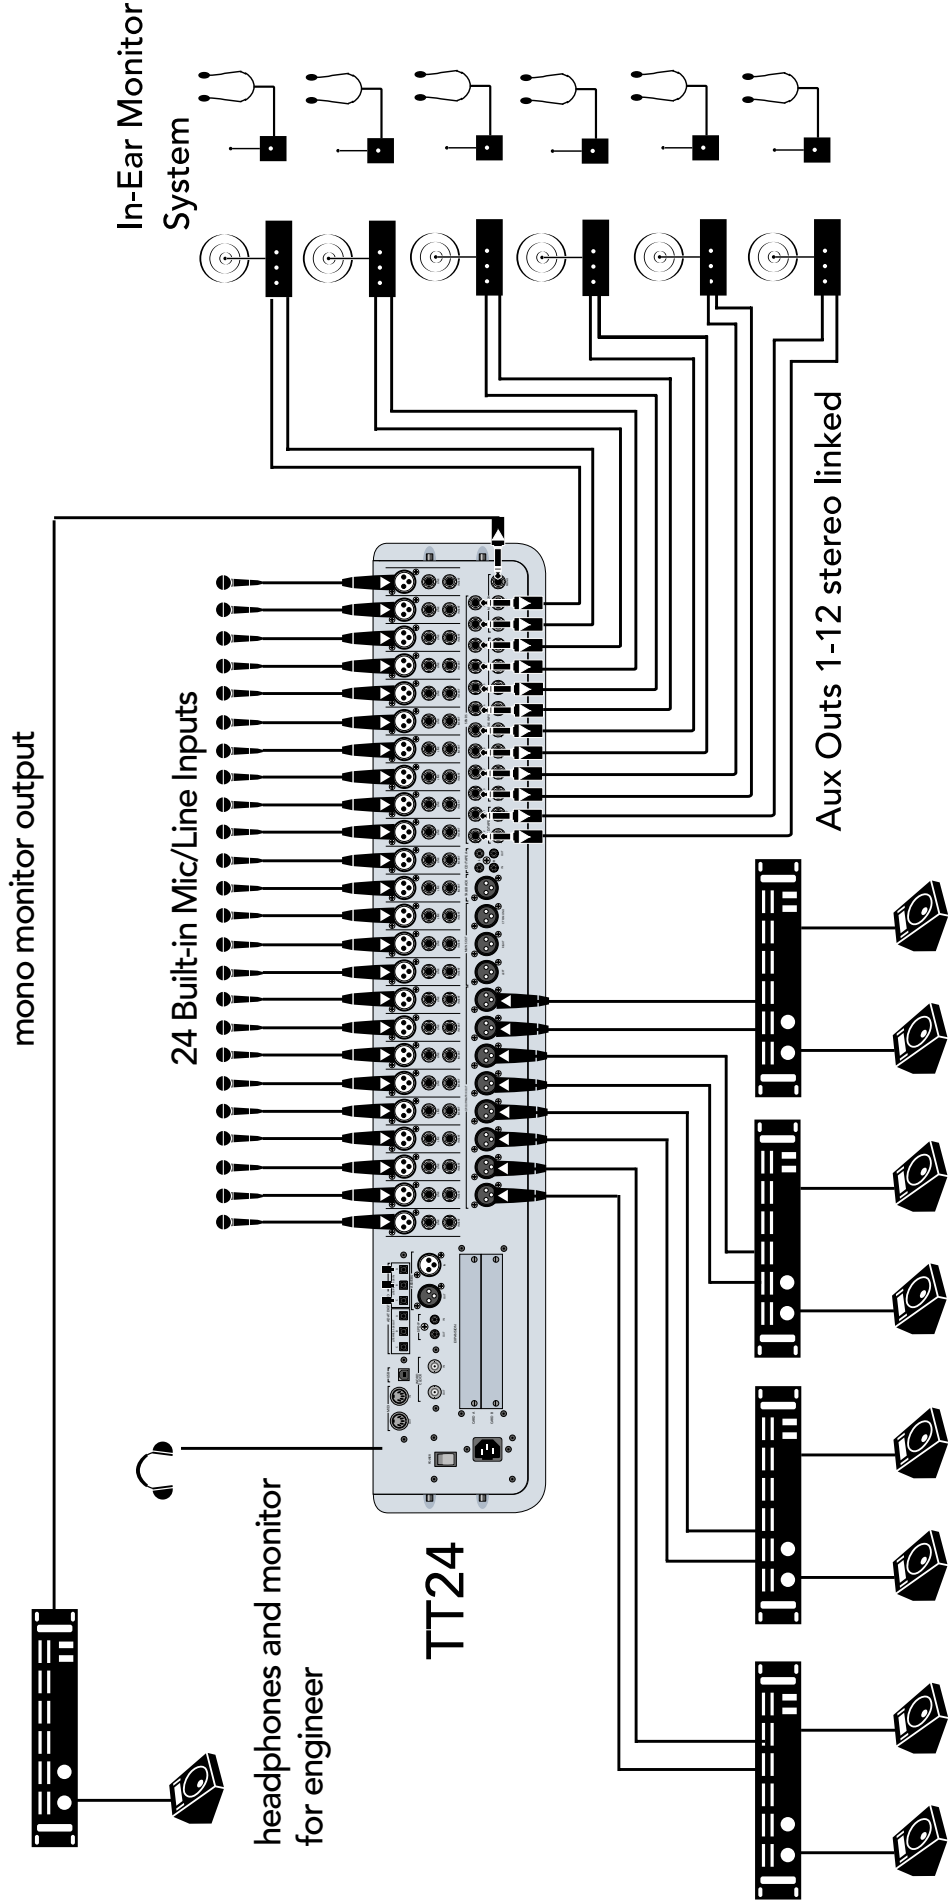 mono monitor output
In-Ear Monitor
System
24 Built-in Mic/Line Inputs
Aux Outs 1-12 stereo linked
TT24
headphones and monitor
for engineer